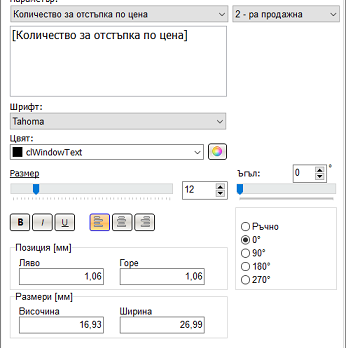 Количество за отстъпка по цена
2 - ра продажна
[Количество за отстъпка по цена]
Шрифт:
Tahoma
Цвят:
clWindowText
Размер
12
Ъгъл:
0
°
B I U
Ръчно
0°
90°
180°
270°
Позиция [мм]
Ляво
Горе
1,06
1,06
Размери [мм]
Височина
Ширина
16,93
26,99